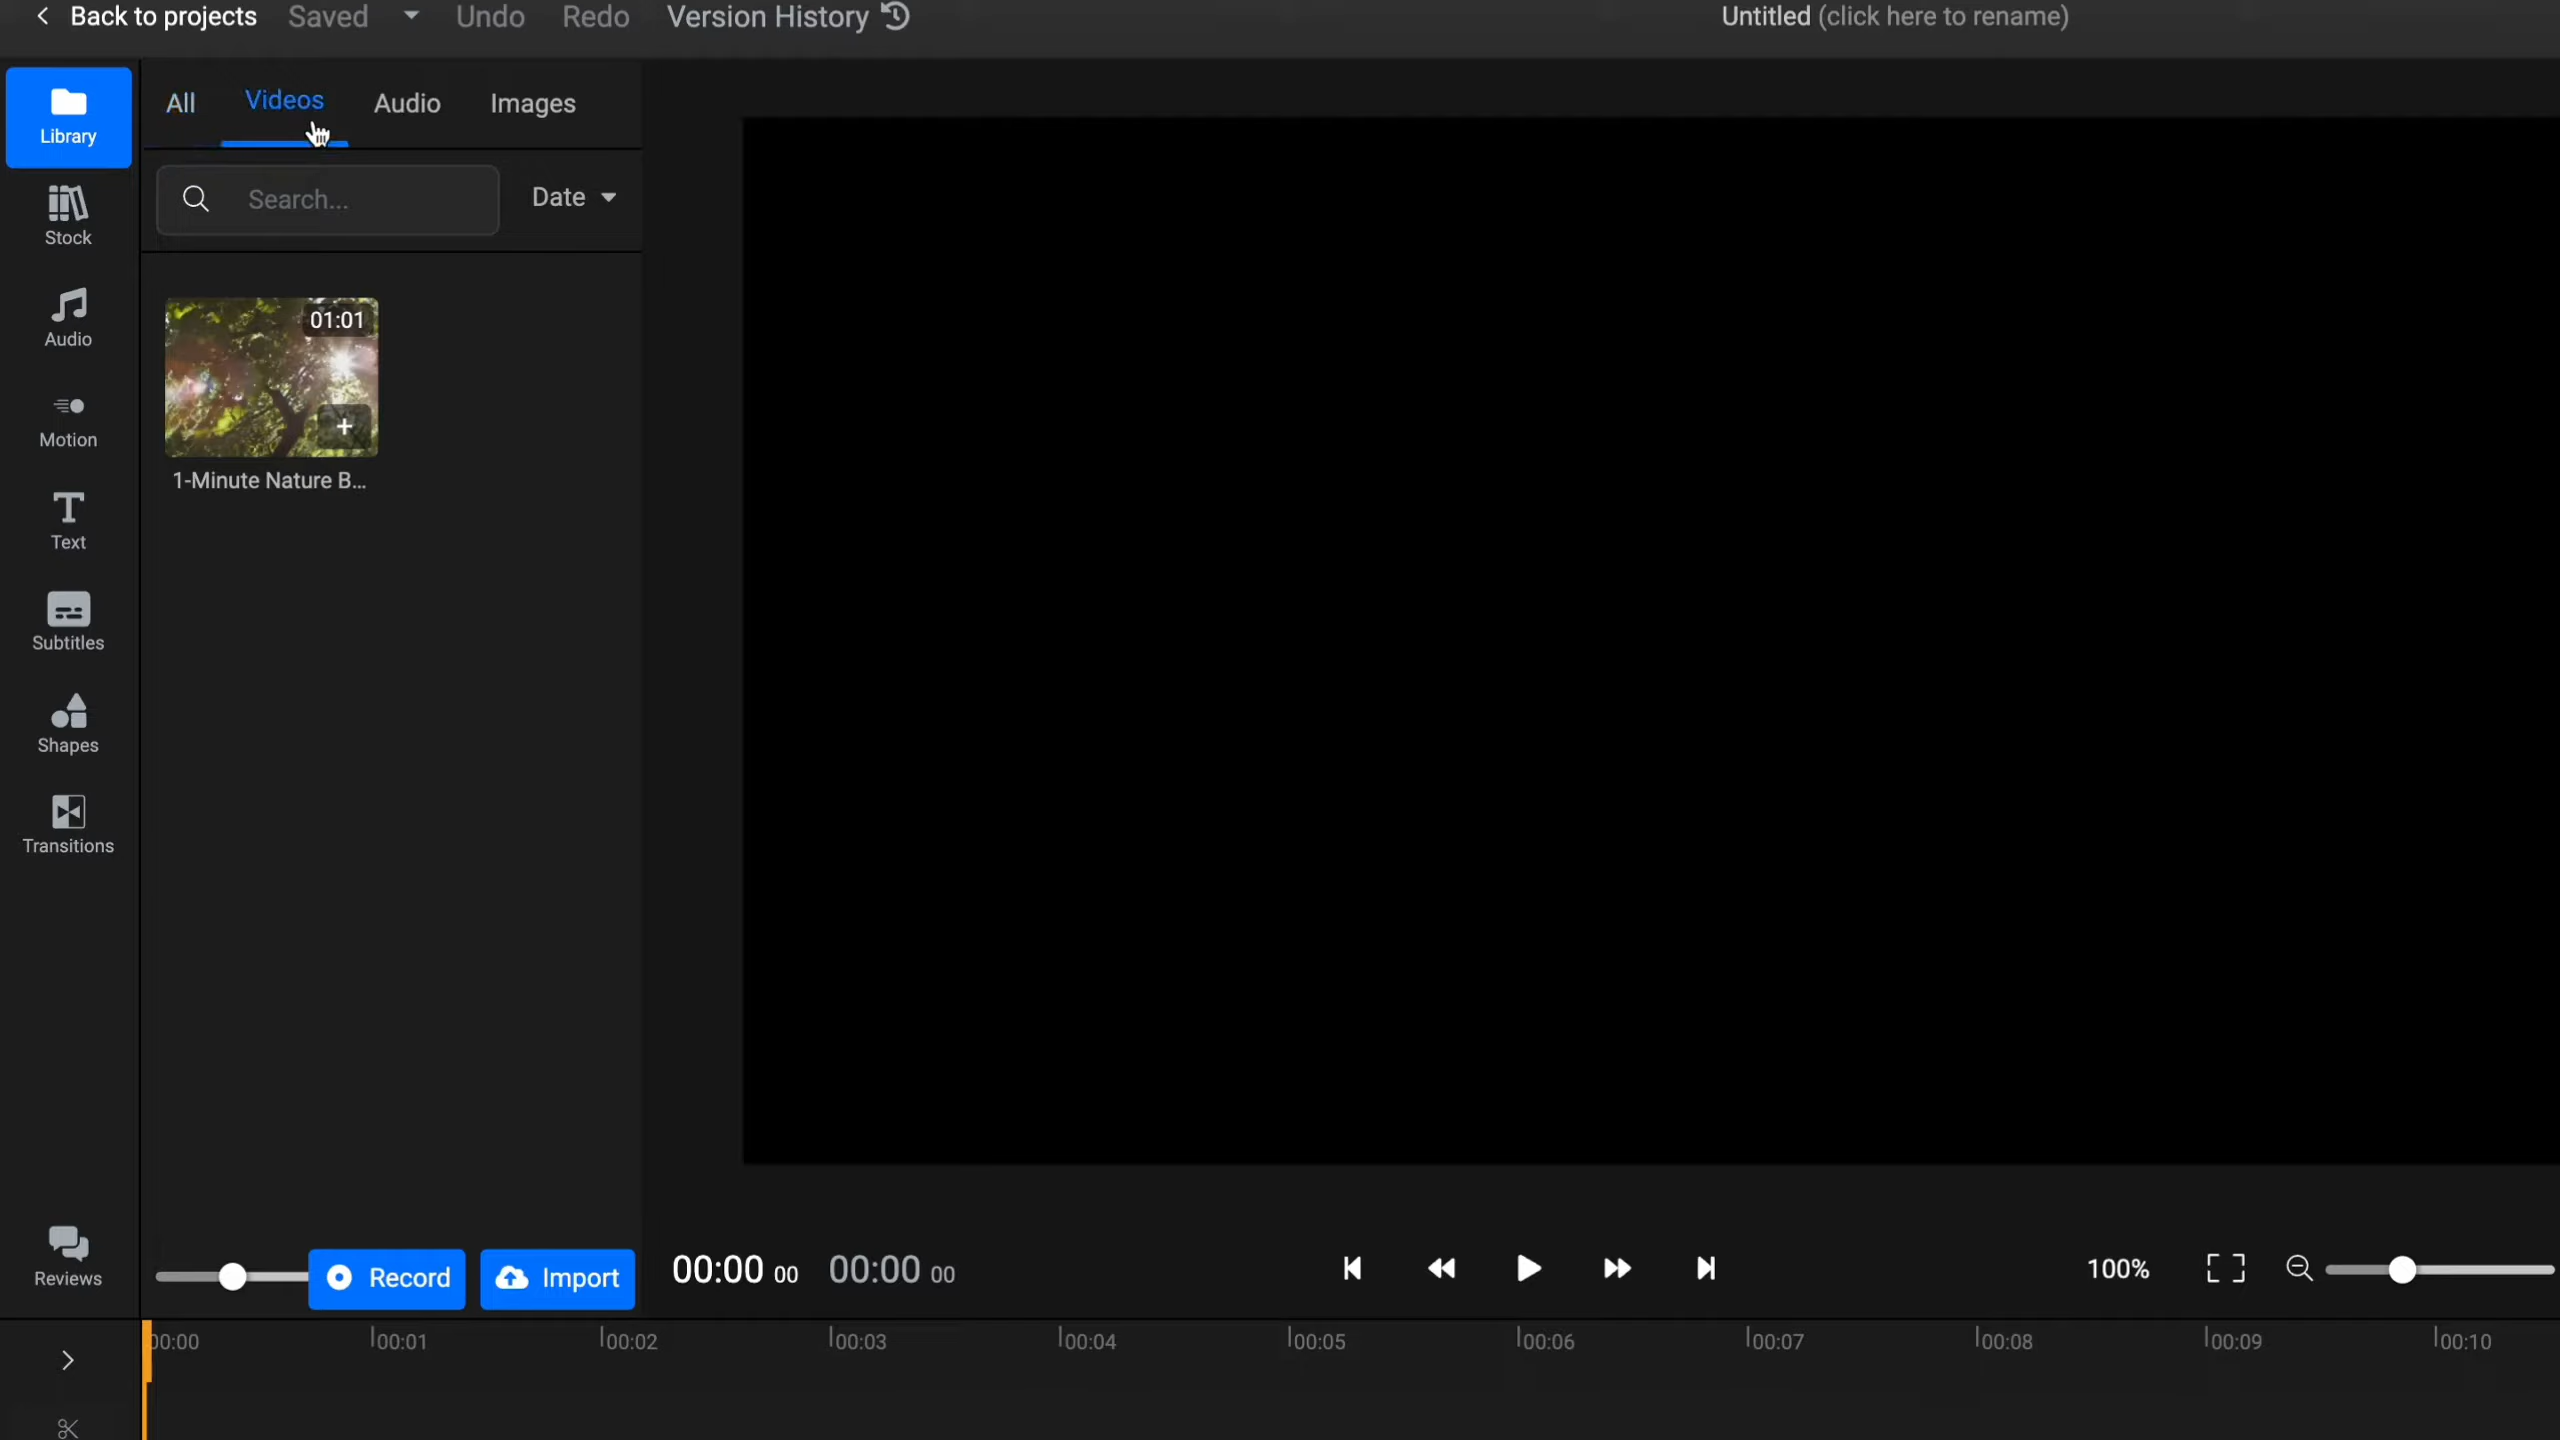 Back to projects Saved Undo Redo Version History Untitled (click here to rename)
All Videos Audio Images
Library
Search... Date
Stock
01:01
Audio
1-Minute Nature B...
Motion
Text
Subtitles
Shapes
Transitions
Reviews
Record Import 00:00 00 00:00 00 100%
00:00 00:01 00:02 00:03 00:04 00:05 00:06 00:07 00:08 00:09 00:10